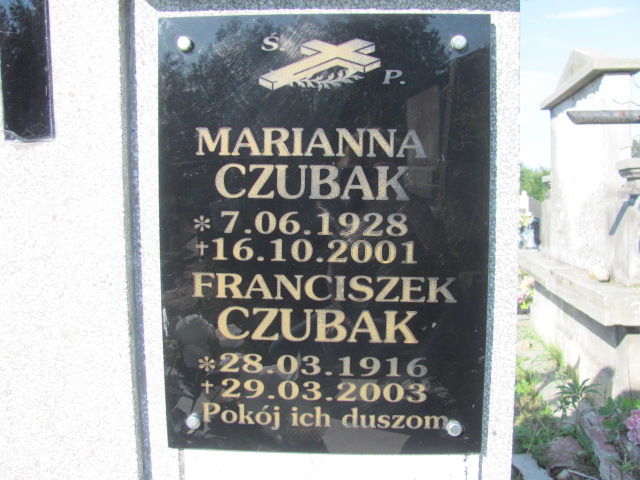 Ś. P.
MARIANNA
CZUBAK
* 7.06.1928
† 16.10.2001
FRANCISZEK
CZUBAK
* 28.03.1916
† 29.03.2003
Pokój ich duszom